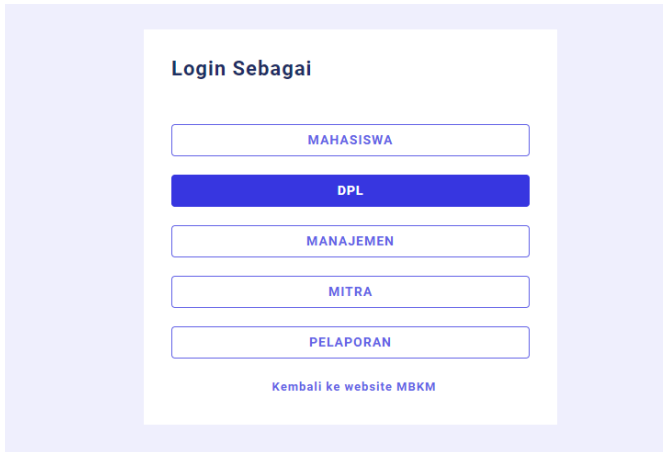 Login Sebagai
MAHASISWA
DPL
MANAJEMEN
MITRA
PELAPORAN
Kembali ke website MBKM